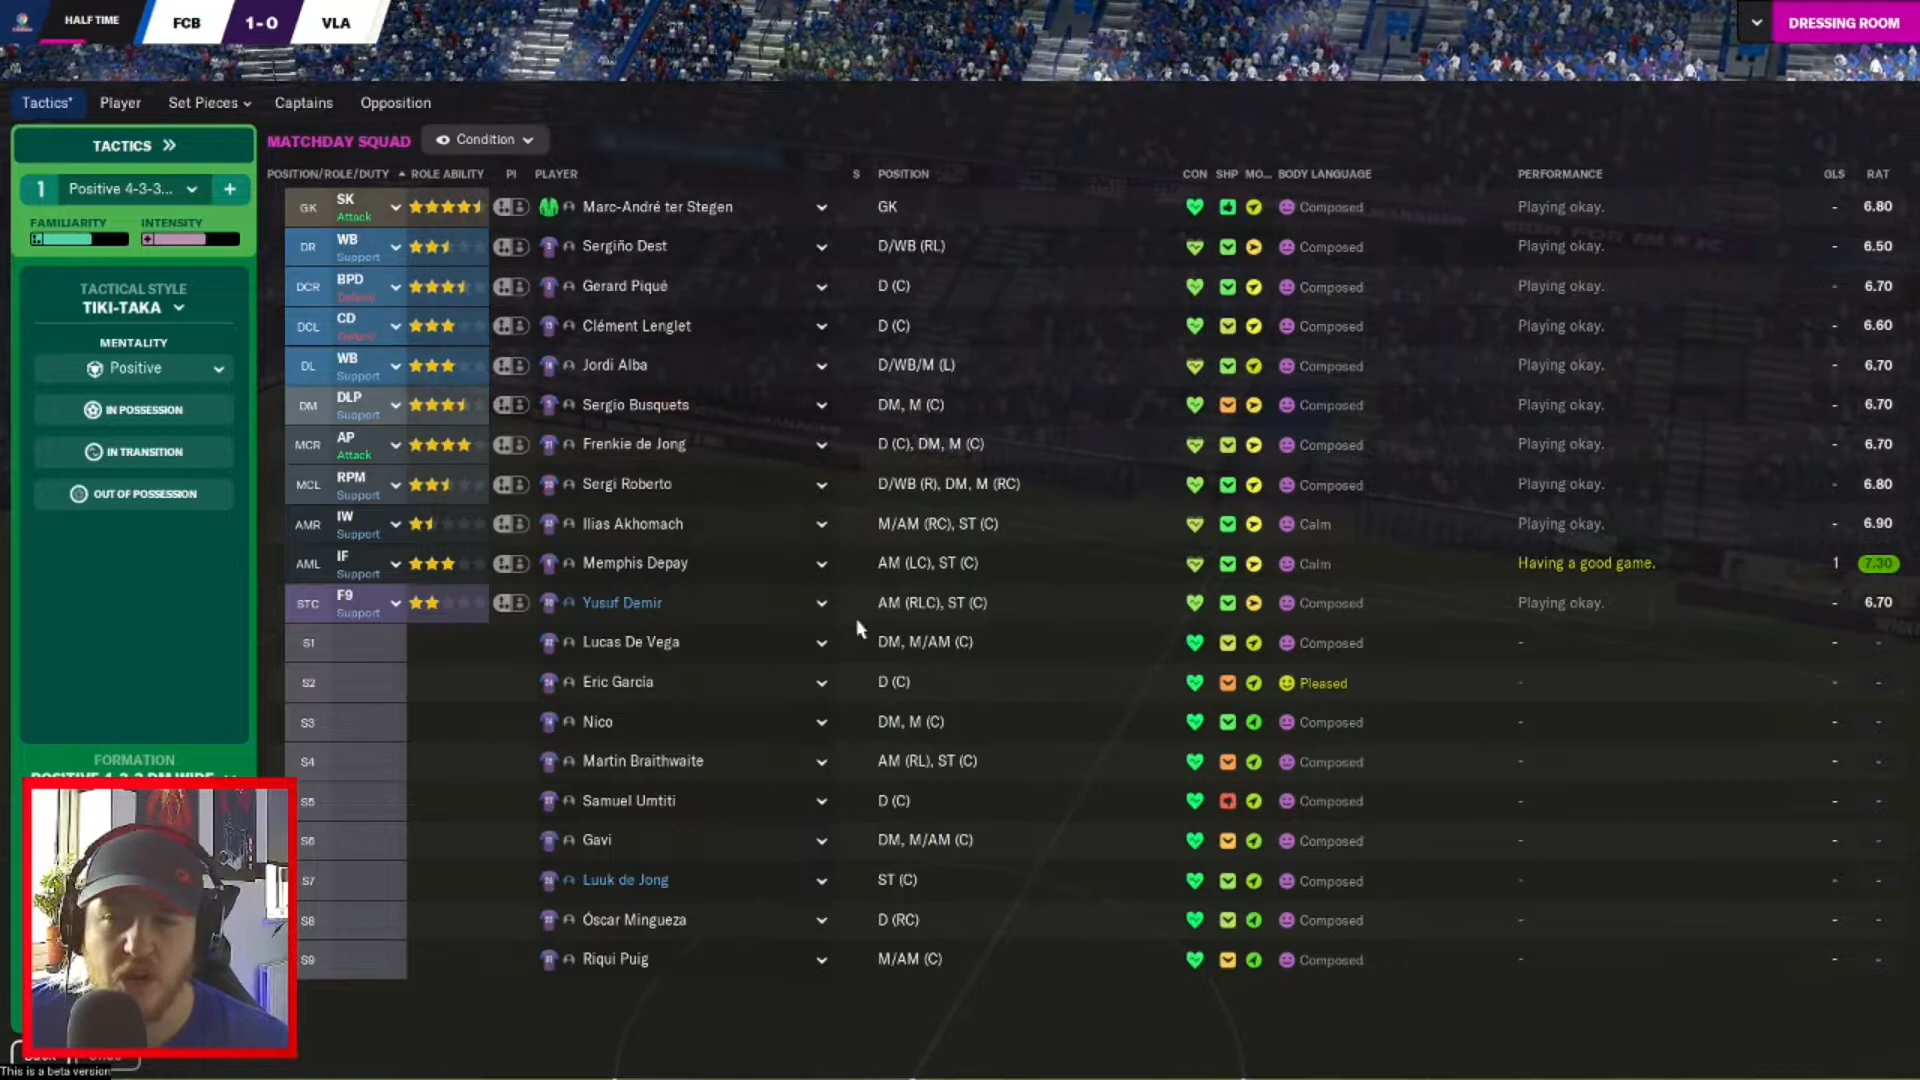 HALF TIME FCB 1 - 0 VLA DRESSING ROOM
Tactics* Player Set Pieces Captains Opposition
TACTICS
1 Positive 4-3-3...
FAMILIARITY INTENSITY
TACTICAL STYLE
TIKI-TAKA
MENTALITY
Positive
IN POSSESSION
IN TRANSITION
OUT OF POSSESSION
FORMATION
POSITIVE 4-3-3 DM WIDE
MATCHDAY SQUAD Condition
POSITION/ROLE/DUTY ROLE ABILITY PI PLAYER S POSITION CON SHP MO... BODY LANGUAGE PERFORMANCE GLS RAT
GK SK Attack Marc-André ter Stegen GK Composed Playing okay. - 6.80
DR WB Support Sergiño Dest D/WB (RL) Composed Playing okay. - 6.50
DCR BPD Defend Gerard Piqué D (C) Composed Playing okay. - 6.70
DCL CD Defend Clément Lenglet D (C) Composed Playing okay. - 6.60
DL WB Support Jordi Alba D/WB/M (L) Composed Playing okay. - 6.70
DM DLP Support Sergio Busquets DM, M (C) Composed Playing okay. - 6.70
MCR AP Attack Frenkie de Jong D (C), DM, M (C) Composed Playing okay. - 6.70
MCL RPM Support Sergi Roberto D/WB (R), DM, M (RC) Composed Playing okay. - 6.80
AMR IW Support Ilias Akhomach M/AM (RC), ST (C) Calm Playing okay. - 6.90
AML IF Support Memphis Depay AM (LC), ST (C) Calm Having a good game. 1 7.30
STC F9 Support Yusuf Demir AM (RLC), ST (C) Composed Playing okay. - 6.70
S1 Lucas De Vega DM, M/AM (C) Composed - - -
S2 Eric García D (C) Pleased - - -
S3 Nico DM, M (C) Composed - - -
S4 Martin Braithwaite AM (RL), ST (C) Composed - - -
S5 Samuel Umtiti D (C) Composed - - -
S6 Gavi DM, M/AM (C) Composed - - -
S7 Luuk de Jong ST (C) Composed - - -
S8 Óscar Mingueza D (RC) Composed - - -
S9 Riqui Puig M/AM (C) Composed - - -
This is a beta version